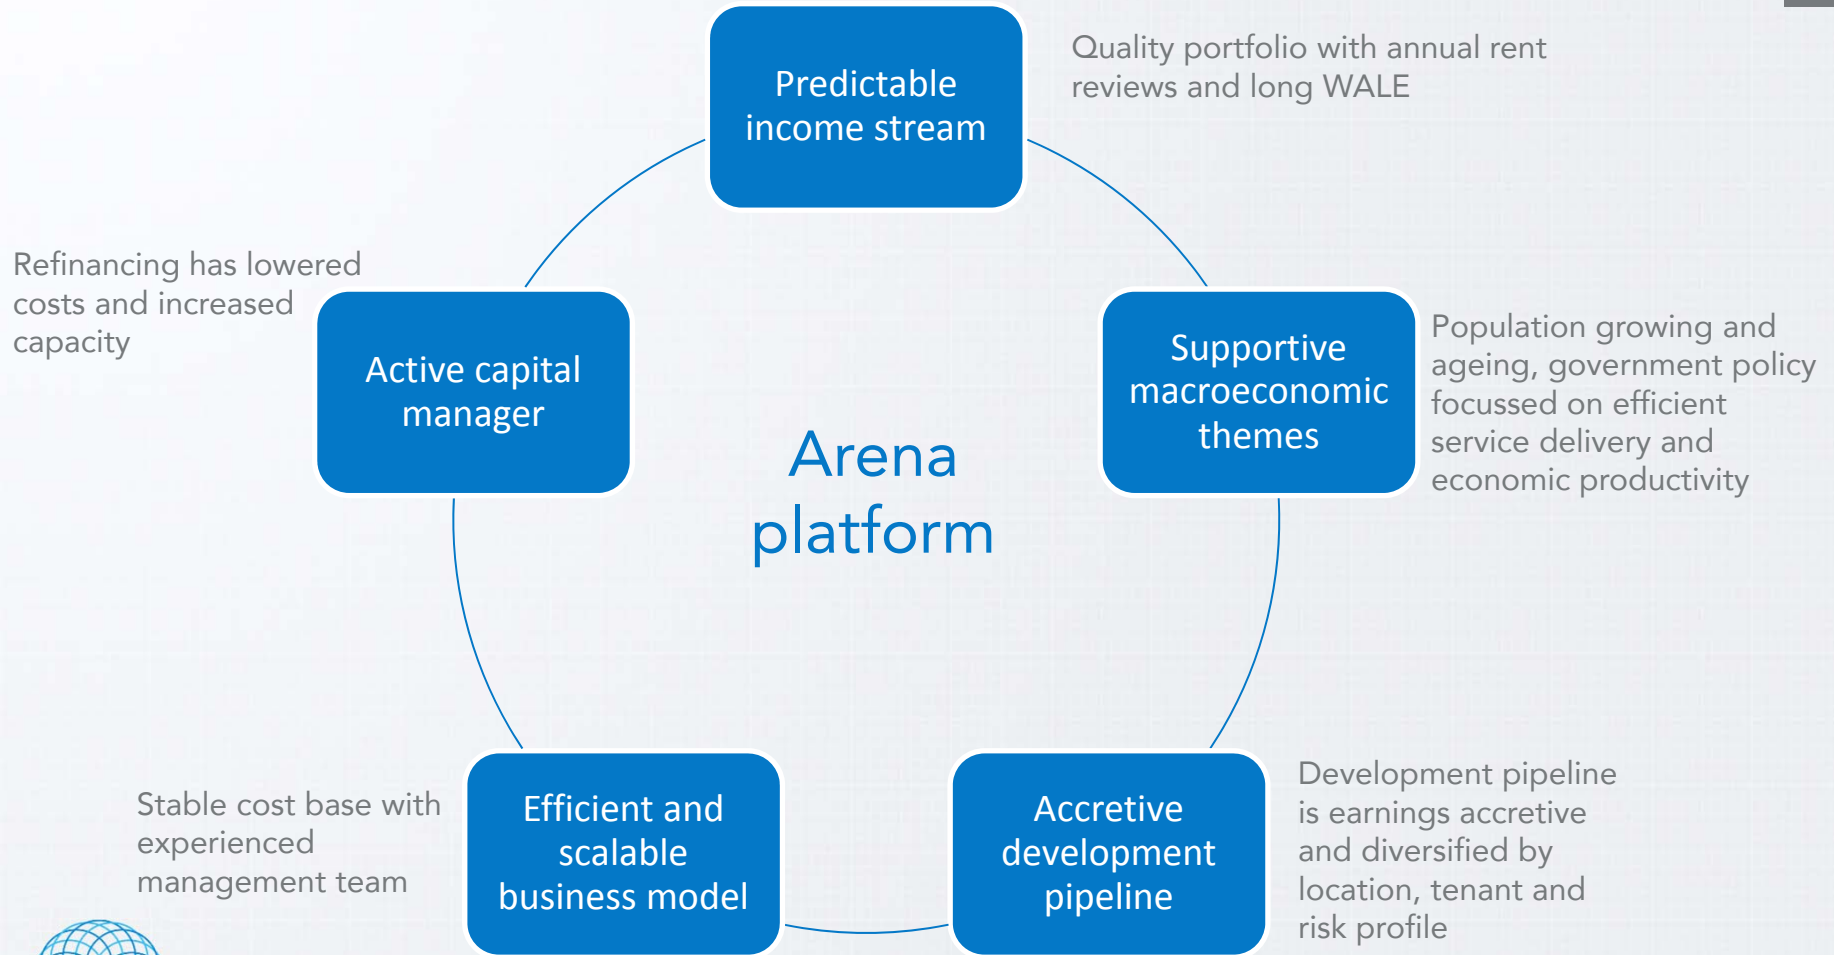 Predictable
income stream
Quality portfolio with annual rent
reviews and long WALE
Refinancing has lowered
costs and increased
capacity
Active capital
manager
Supportive
macroeconomic
themes
Population growing and
ageing, government policy
focussed on efficient
service delivery and
economic productivity
Arena
platform
Stable cost base with
experienced
management team
Efficient and
scalable
business model
Accretive
development
pipeline
Development pipeline
is earnings accretive
and diversified by
location, tenant and
risk profile